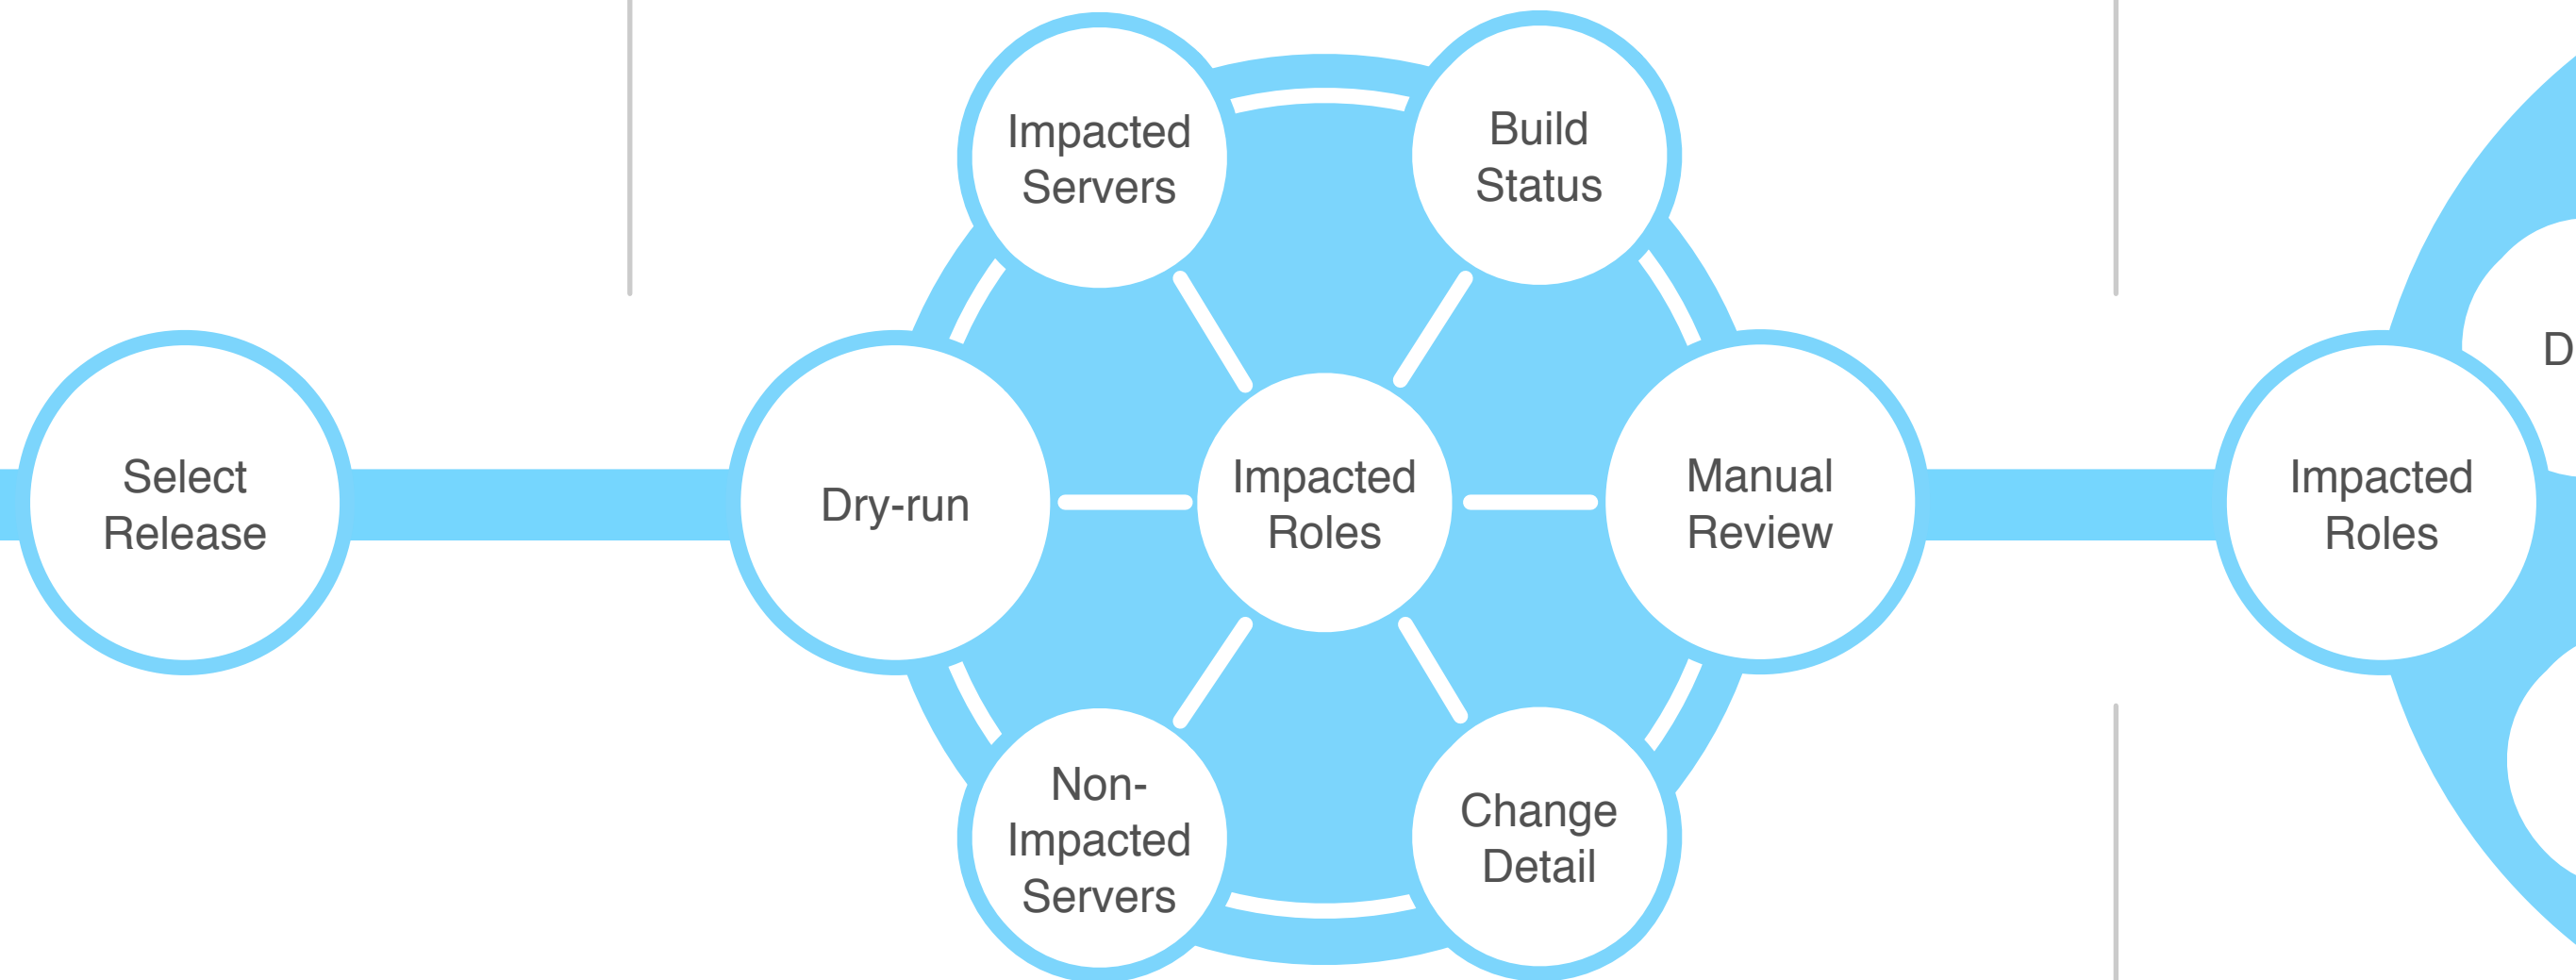 Select
Release
Dry-run
Impacted
Servers
Build
Status
Impacted
Roles
Non-
Impacted
Servers
Change
Detail
Manual
Review
Impacted
Roles